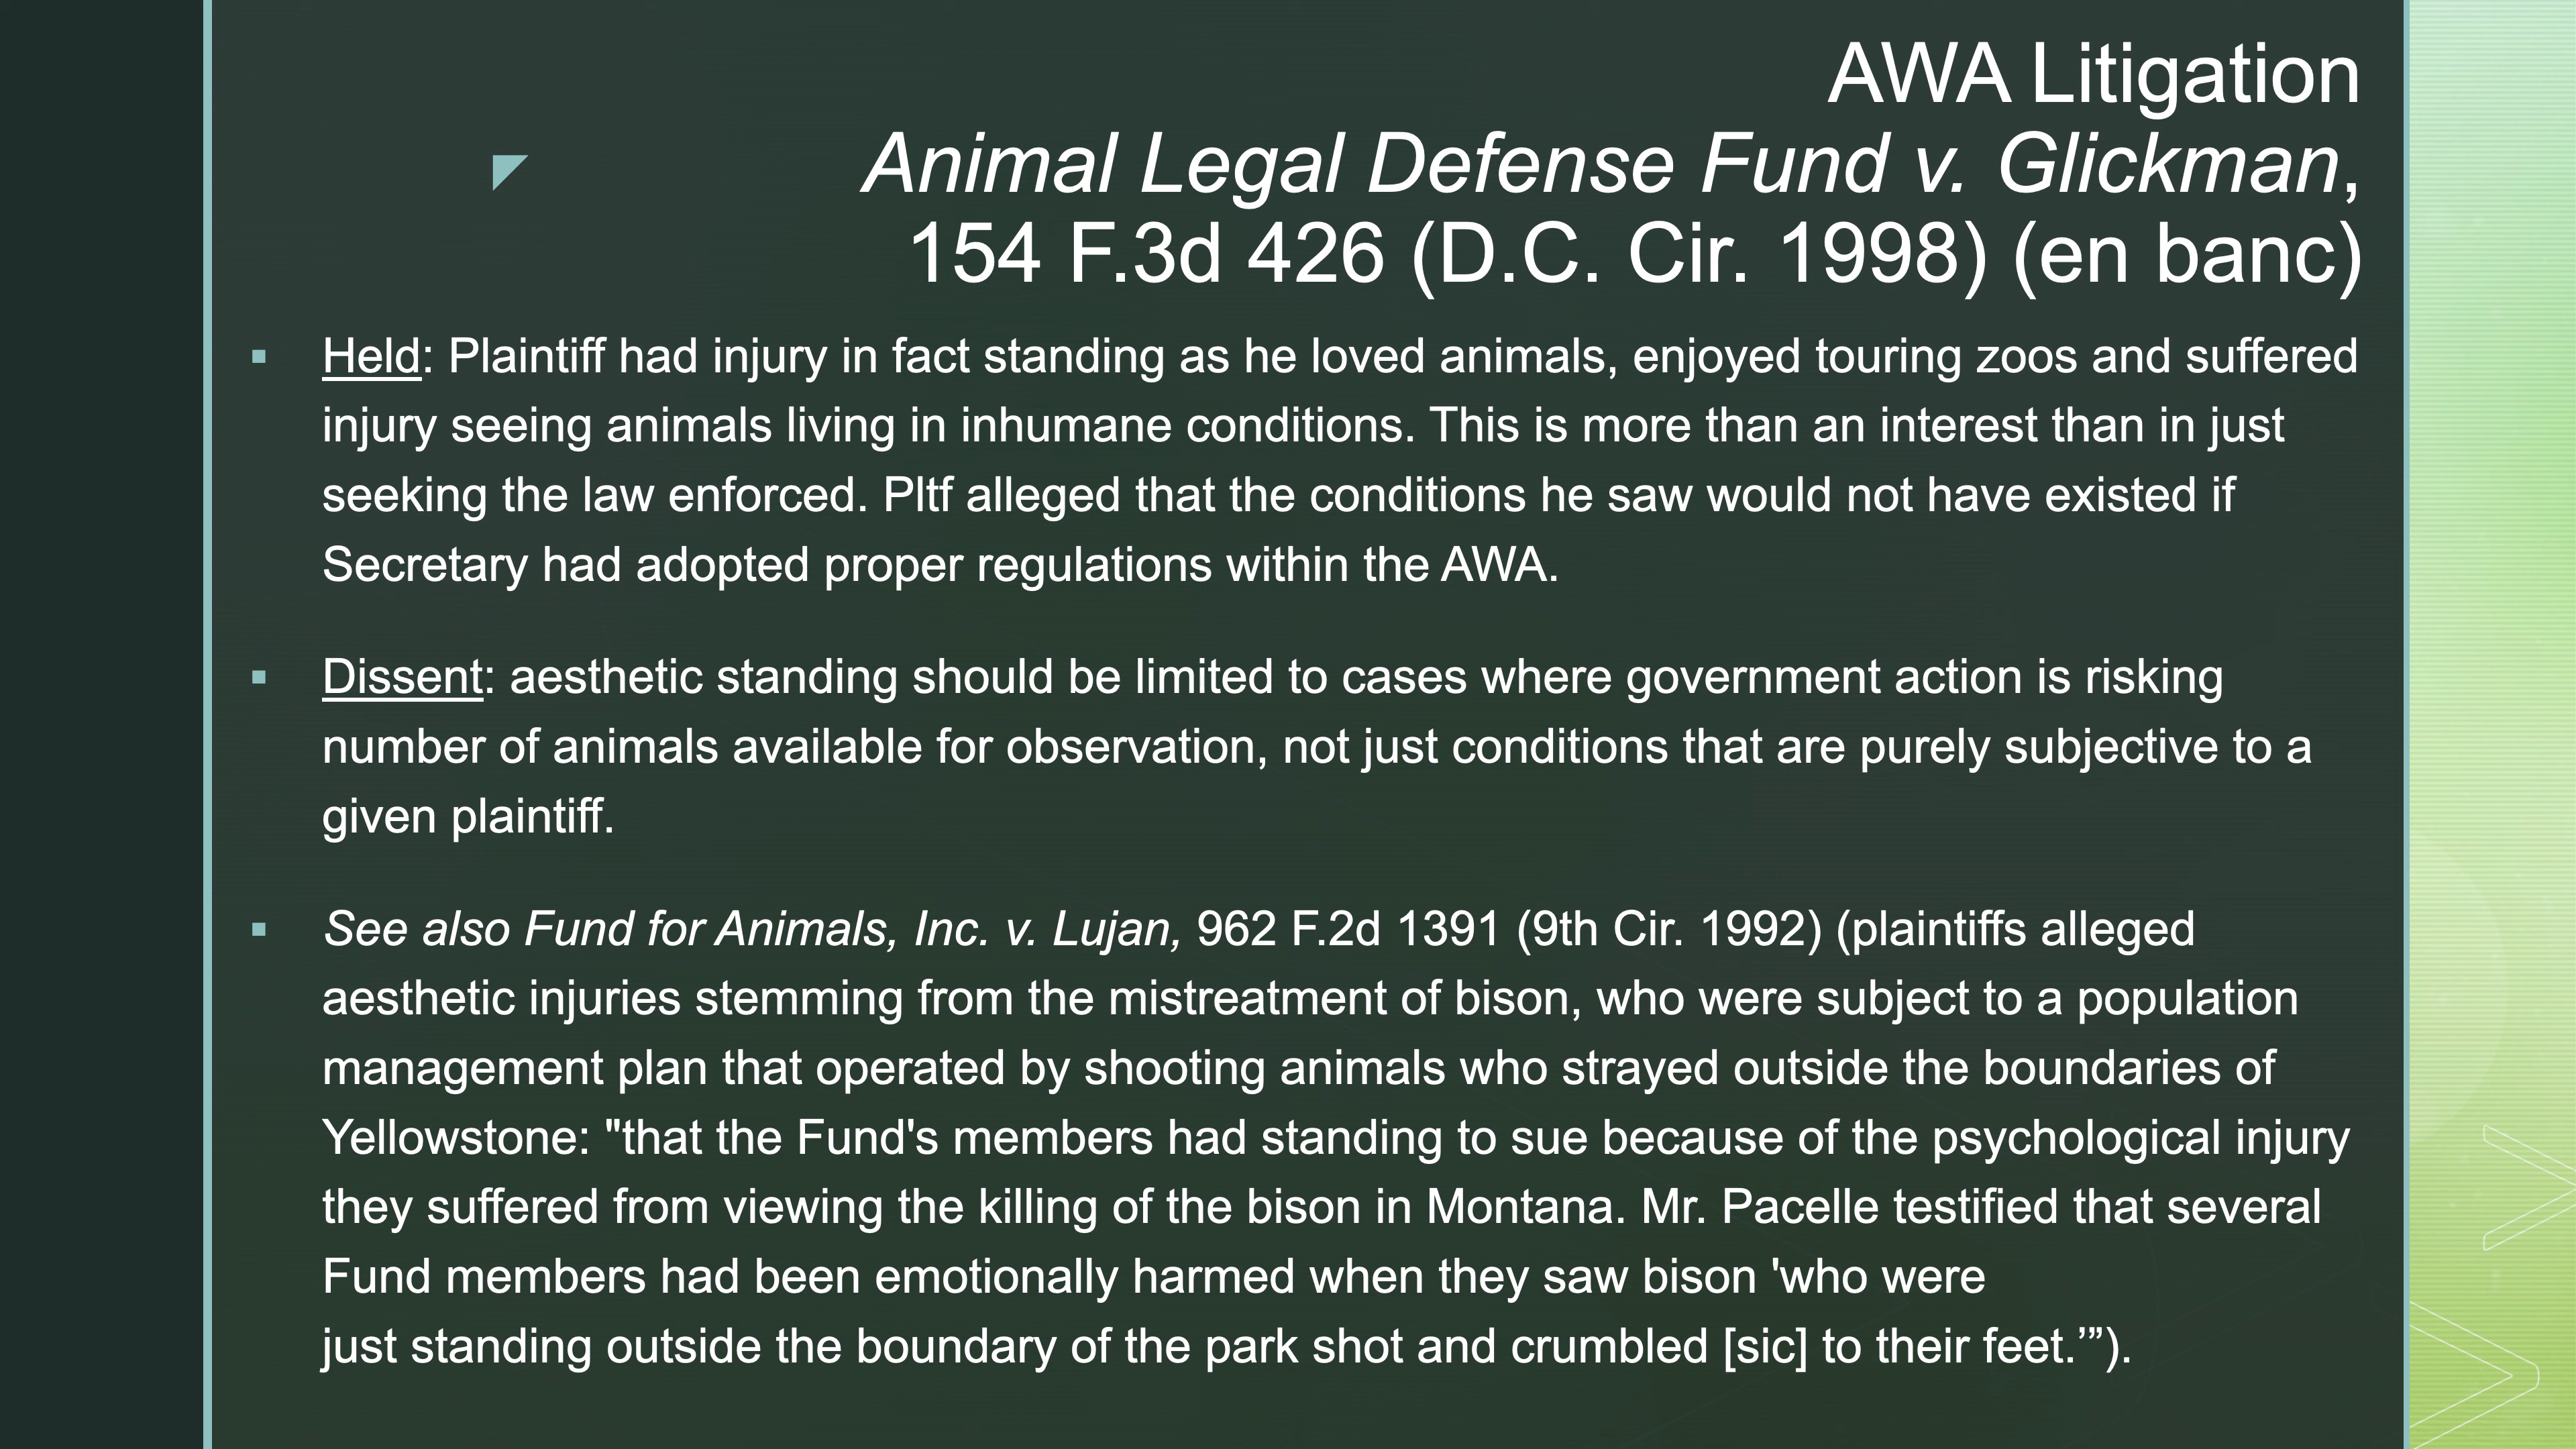 AWA Litigation
Animal Legal Defense Fund v. Glickman,
154 F.3d 426 (D.C. Cir. 1998) (en banc)
▪ Held: Plaintiff had injury in fact standing as he loved animals, enjoyed touring zoos and suffered
injury seeing animals living in inhumane conditions. This is more than an interest than in just
seeking the law enforced. Pltf alleged that the conditions he saw would not have existed if
Secretary had adopted proper regulations within the AWA.
▪ Dissent: aesthetic standing should be limited to cases where government action is risking
number of animals available for observation, not just conditions that are purely subjective to a
given plaintiff.
▪ See also Fund for Animals, Inc. v. Lujan, 962 F.2d 1391 (9th Cir. 1992) (plaintiffs alleged
aesthetic injuries stemming from the mistreatment of bison, who were subject to a population
management plan that operated by shooting animals who strayed outside the boundaries of
Yellowstone: "that the Fund's members had standing to sue because of the psychological injury
they suffered from viewing the killing of the bison in Montana. Mr. Pacelle testified that several
Fund members had been emotionally harmed when they saw bison 'who were
just standing outside the boundary of the park shot and crumbled [sic] to their feet.’”).